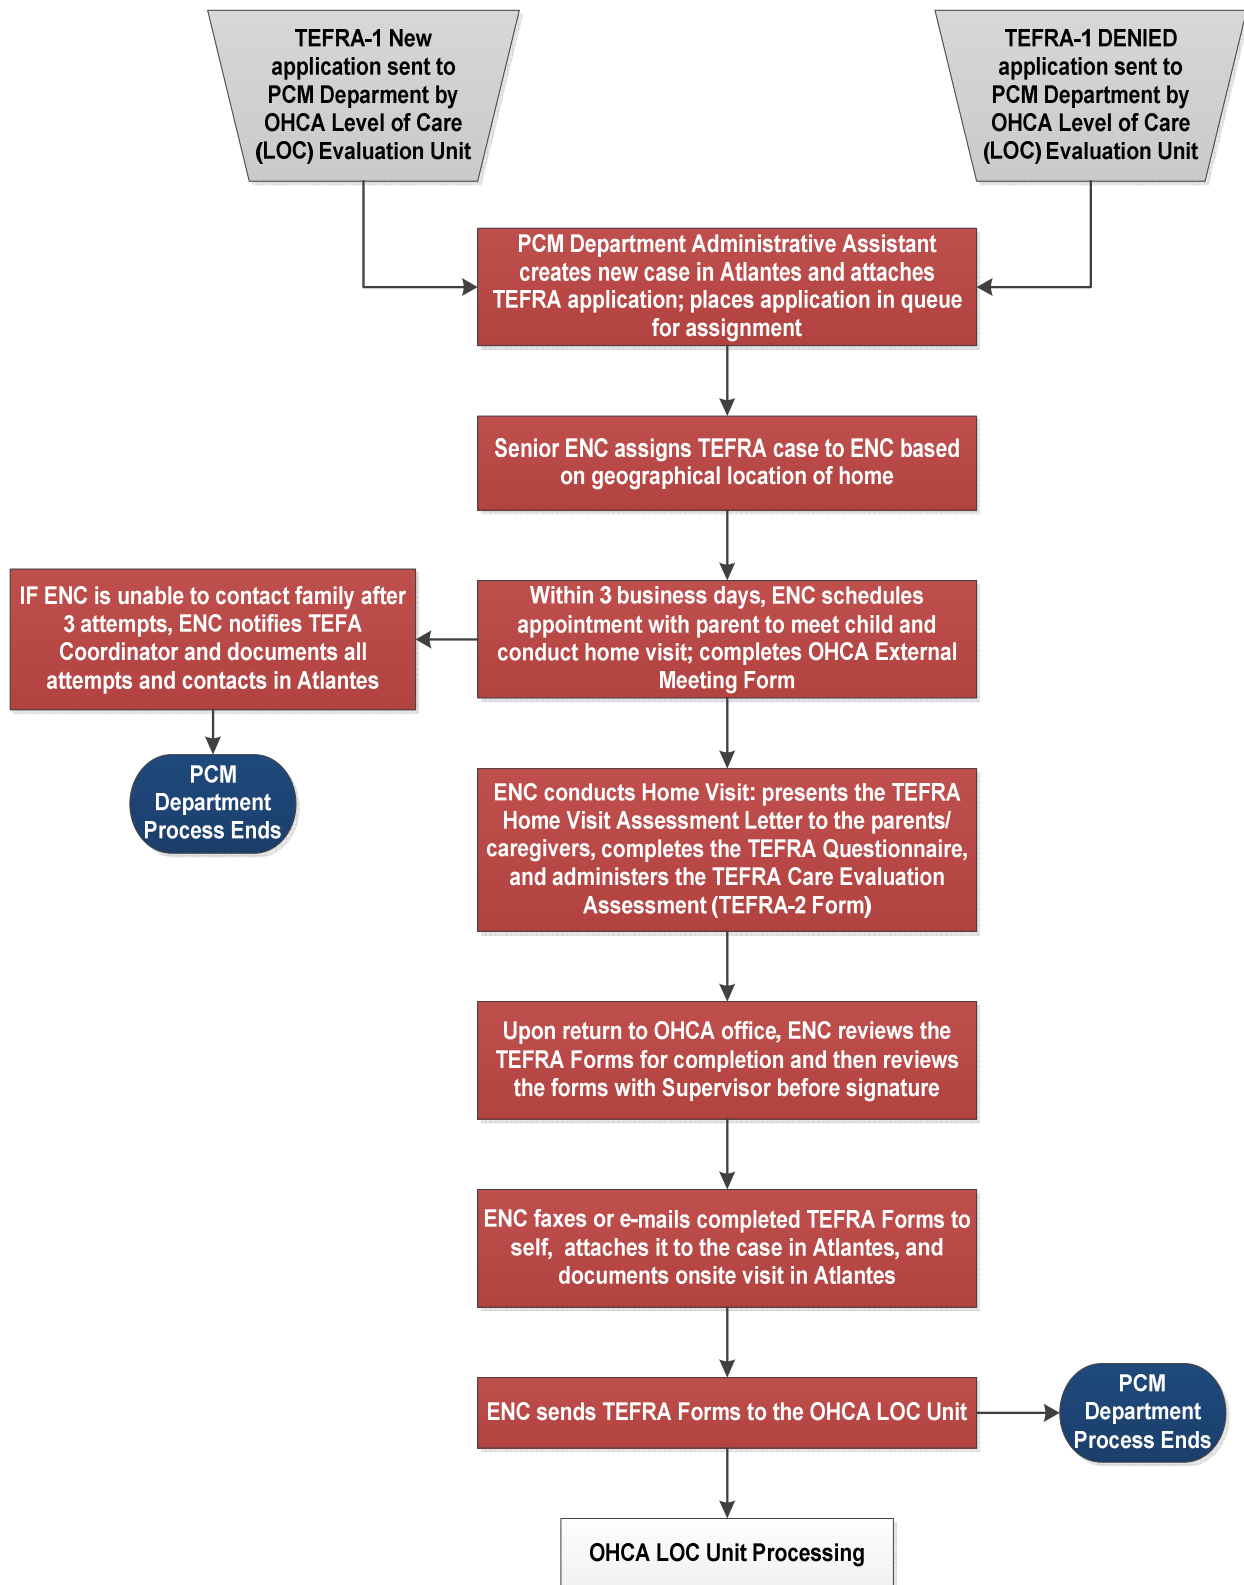 TEFRA-1 New
application sent to
PCM Deparment by
OHCA Level of Care
(LOC) Evaluation Unit
TEFRA-1 DENIED
application sent to
PCM Department by
OHCA Level of Care
(LOC) Evaluation Unit
PCM Department Administrative Assistant
creates new case in Atlantes and attaches
TEFRA application; places application in queue
for assignment
Senior ENC assigns TEFRA case to ENC based
on geographical location of home
Within 3 business days, ENC schedules
appointment with parent to meet child and
conduct home visit; completes OHCA External
Meeting Form
IF ENC is unable to contact family after
3 attempts, ENC notifies TEFA
Coordinator and documents all
attempts and contacts in Atlantes
PCM
Department
Process Ends
ENC conducts Home Visit: presents the TEFRA
Home Visit Assessment Letter to the parents/
caregivers, completes the TEFRA Questionnaire,
and administers the TEFRA Care Evaluation
Assessment (TEFRA-2 Form)
Upon return to OHCA office, ENC reviews the
TEFRA Forms for completion and then reviews
the forms with Supervisor before signature
ENC faxes or e-mails completed TEFRA Forms to
self,  attaches it to the case in Atlantes, and
documents onsite visit in Atlantes
ENC sends TEFRA Forms to the OHCA LOC Unit
PCM
Department
Process Ends
OHCA LOC Unit Processing